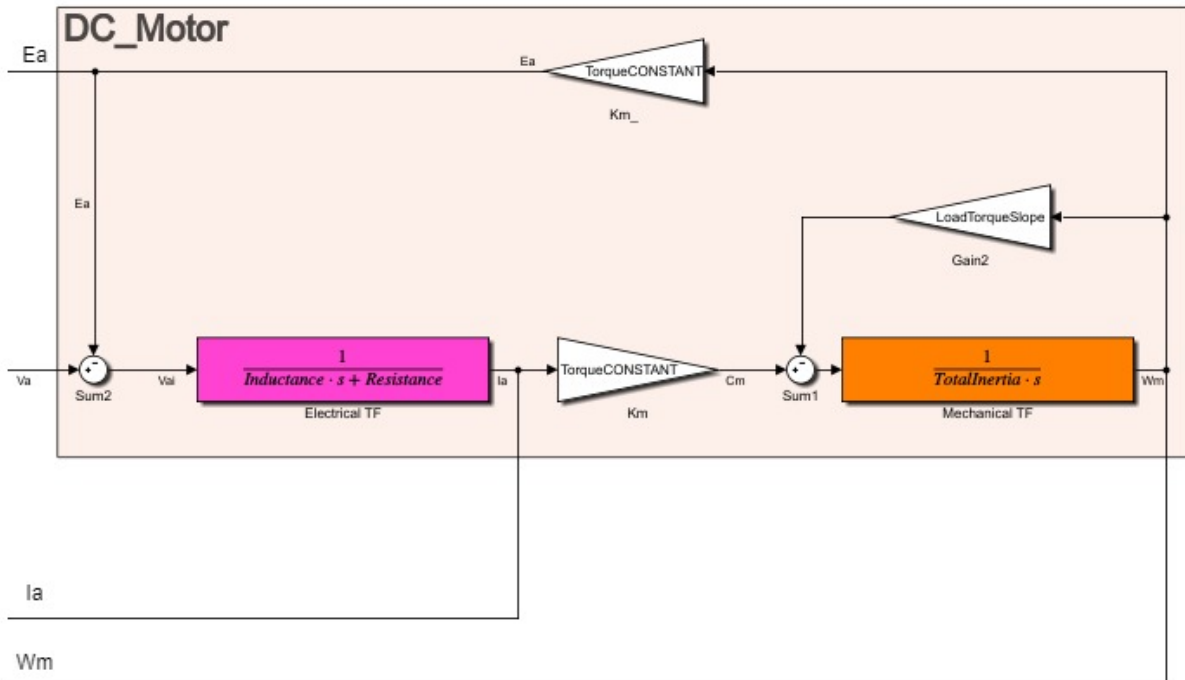 DC_Motor
Ea
Ea
TorqueCONSTANT
Km_
Ea
LoadTorqueSlope
Gain2
Va
+ -
Sum2
Vai
1
Inductance · s + Resistance
Electrical TF
Ia
TorqueCONSTANT
Km
Cm
+ -
Sum1
1
TotalInertia · s
Mechanical TF
Wm
Ia
Wm